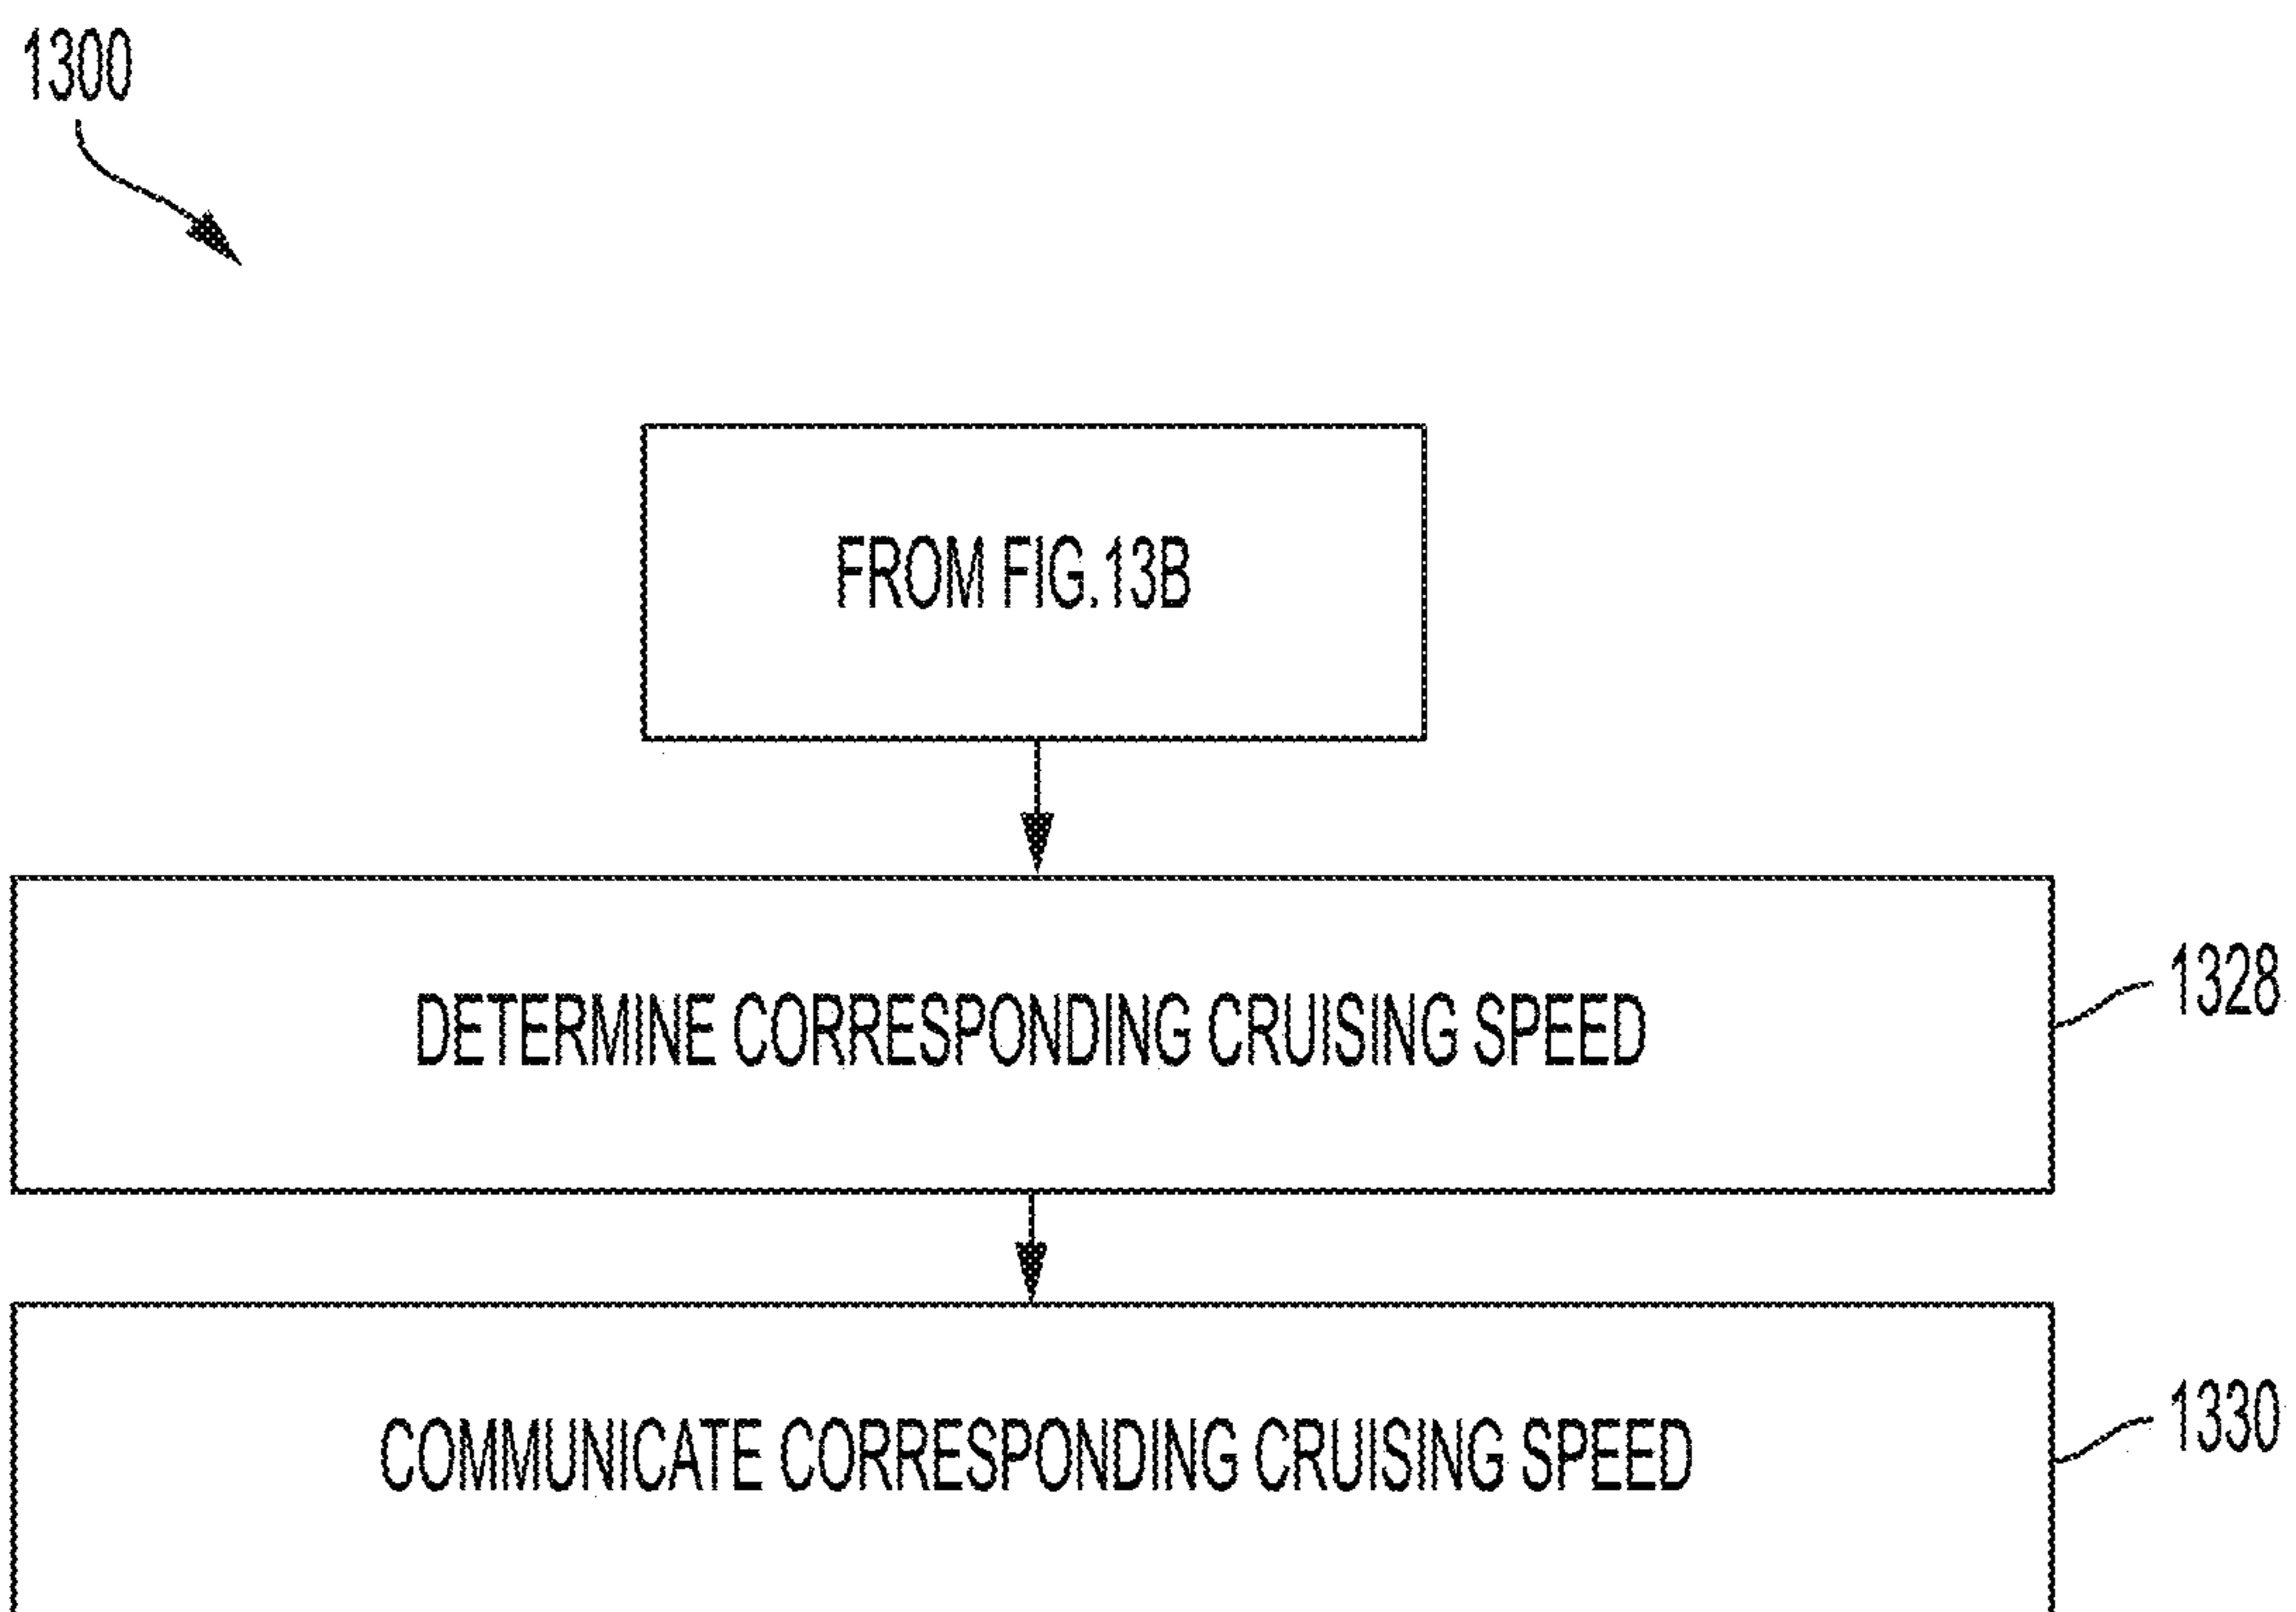 1300
FROM FIG.13B
DETERMINE CORRESPONDING CRUISING SPEED
1328
COMMUNICATE CORRESPONDING CRUISING SPEED
1330